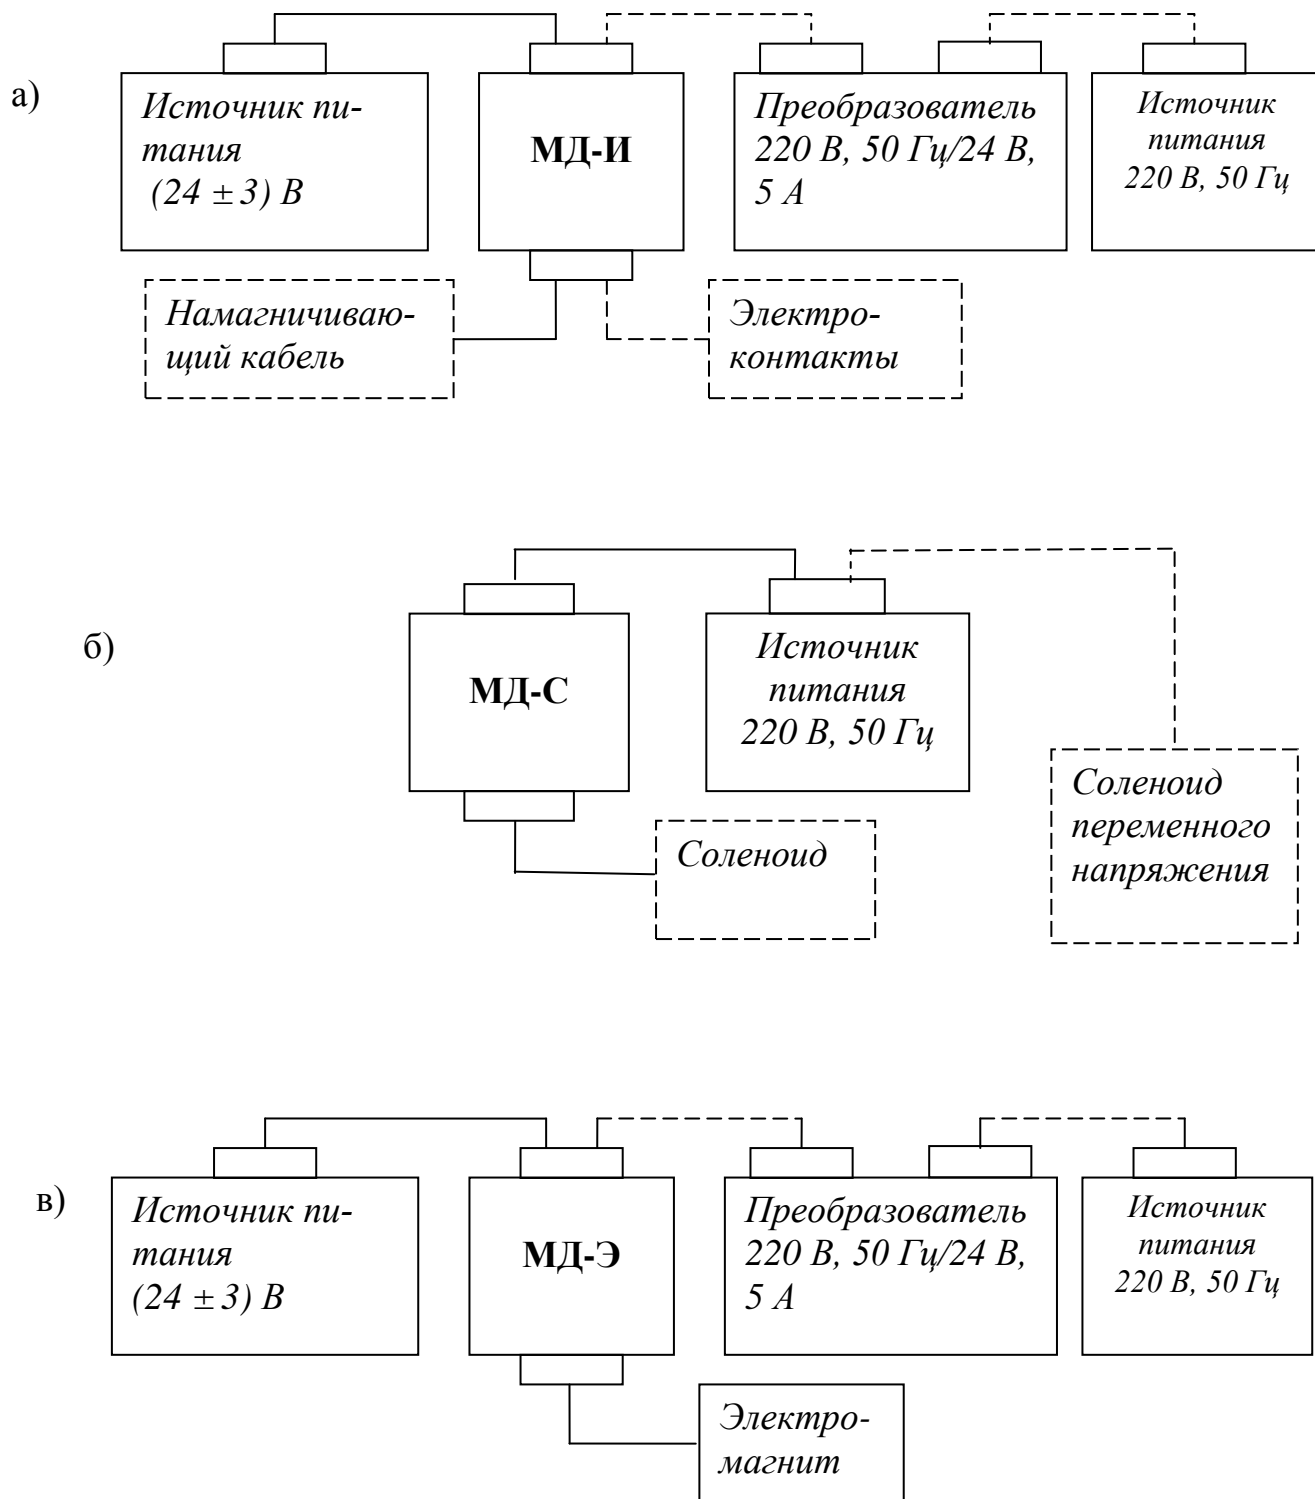 а)
Источник пи-
тания
(24 ± 3) В
МД-И
Преобразователь
220 В, 50 Гц/24 В,
5 А
Источник
питания
220 В, 50 Гц
Намагничиваю-
щий кабель
Электро-
контакты
б)
МД-С
Источник
питания
220 В, 50 Гц
Соленоид
Соленоид
переменного
напряжения
в)
Источник пи-
тания
(24 ± 3) В
МД-Э
Преобразователь
220 В, 50 Гц/24 В,
5 А
Источник
питания
220 В, 50 Гц
Электро-
магнит